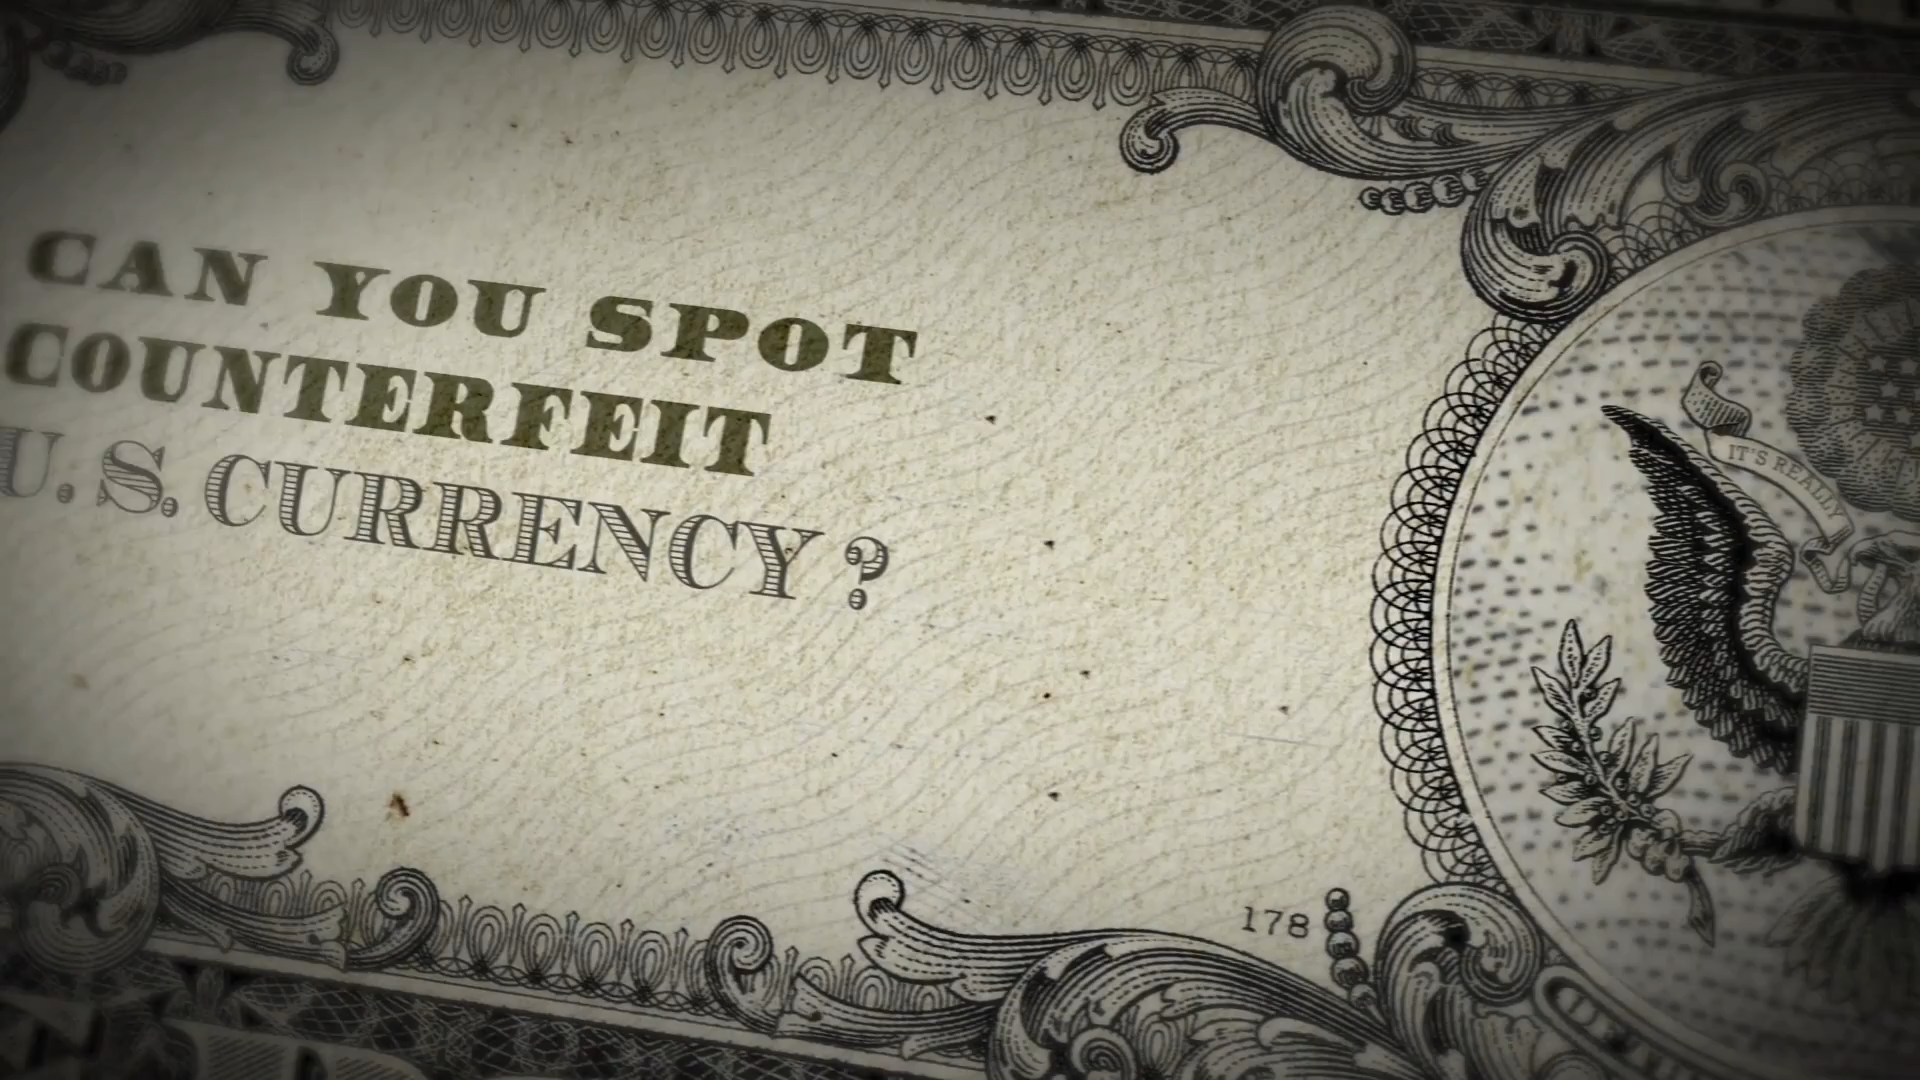 CAN YOU SPOT
COUNTERFEIT
U.S. CURRENCY?
IT'S REALLY
178